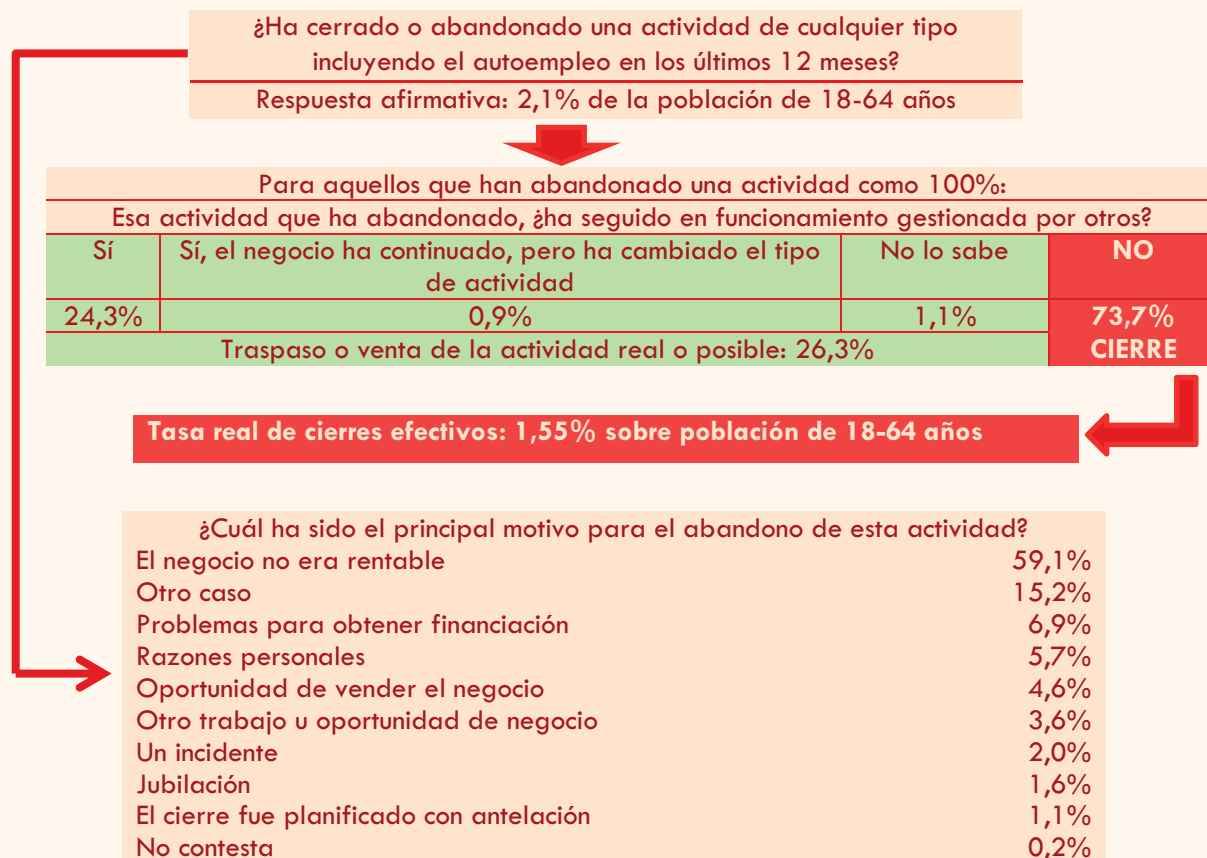 ¿Ha cerrado o abandonado una actividad de cualquier tipo
incluyendo el autoempleo en los últimos 12 meses?
Respuesta afirmativa: 2,1% de la población de 18-64 años
Para aquellos que han abandonado una actividad como 100%:
Esa actividad que ha abandonado, ¿ha seguido en funcionamiento gestionada por otros?
Sí Sí, el negocio ha continuado, pero ha cambiado el tipo No lo sabe NO
de actividad
24,3% 0,9% 1,1% 73,7%
Traspaso o venta de la actividad real o posible: 26,3% CIERRE
Tasa real de cierres efectivos: 1,55% sobre población de 18-64 años
¿Cuál ha sido el principal motivo para el abandono de esta actividad?
El negocio no era rentable 59,1%
Otro caso 15,2%
Problemas para obtener financiación 6,9%
Razones personales 5,7%
Oportunidad de vender el negocio 4,6%
Otro trabajo u oportunidad de negocio 3,6%
Un incidente 2,0%
Jubilación 1,6%
El cierre fue planificado con antelación 1,1%
No contesta 0,2%